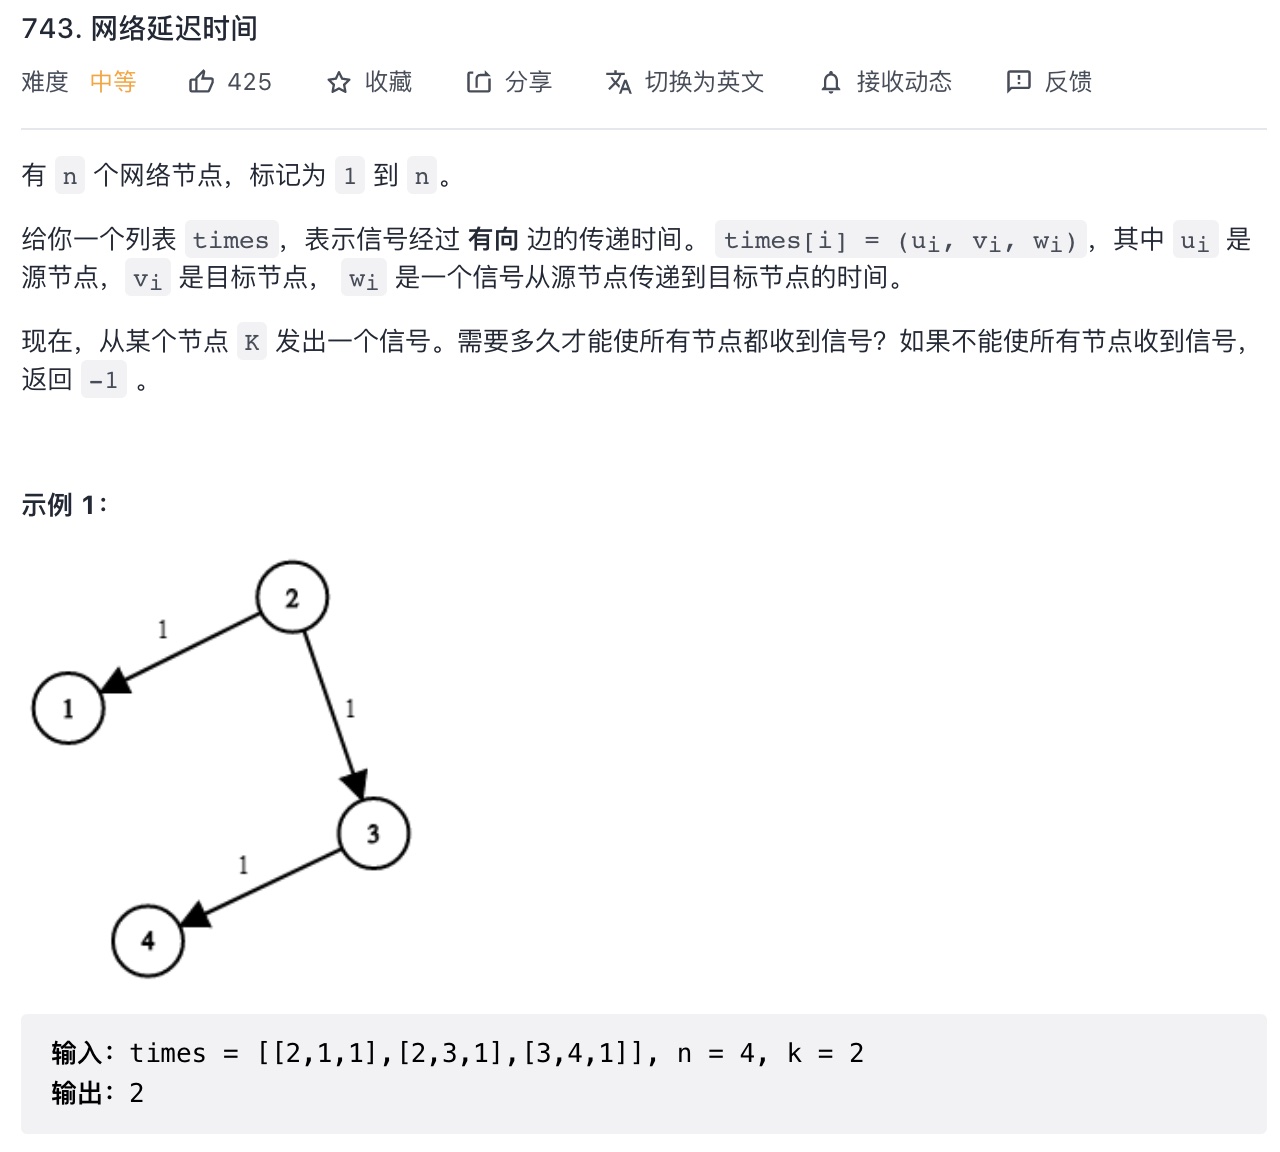 743. 网络延迟时间
难度 中等 425 收藏 分享 切换为英文 接收动态 反馈
有 n 个网络节点，标记为 1 到 n 。
给你一个列表 times ，表示信号经过 有向 边的传递时间。 times[i] = (ui, vi, wi)，其中 ui 是
源节点， vi 是目标节点， wi 是一个信号从源节点传递到目标节点的时间。
现在，从某个节点 K 发出一个信号。需要多久才能使所有节点都收到信号？如果不能使所有节点收到信号，
返回 -1 。
示例 1：
2
1
1
1
3
1
4
输入：times = [[2,1,1],[2,3,1],[3,4,1]], n = 4, k = 2
输出：2